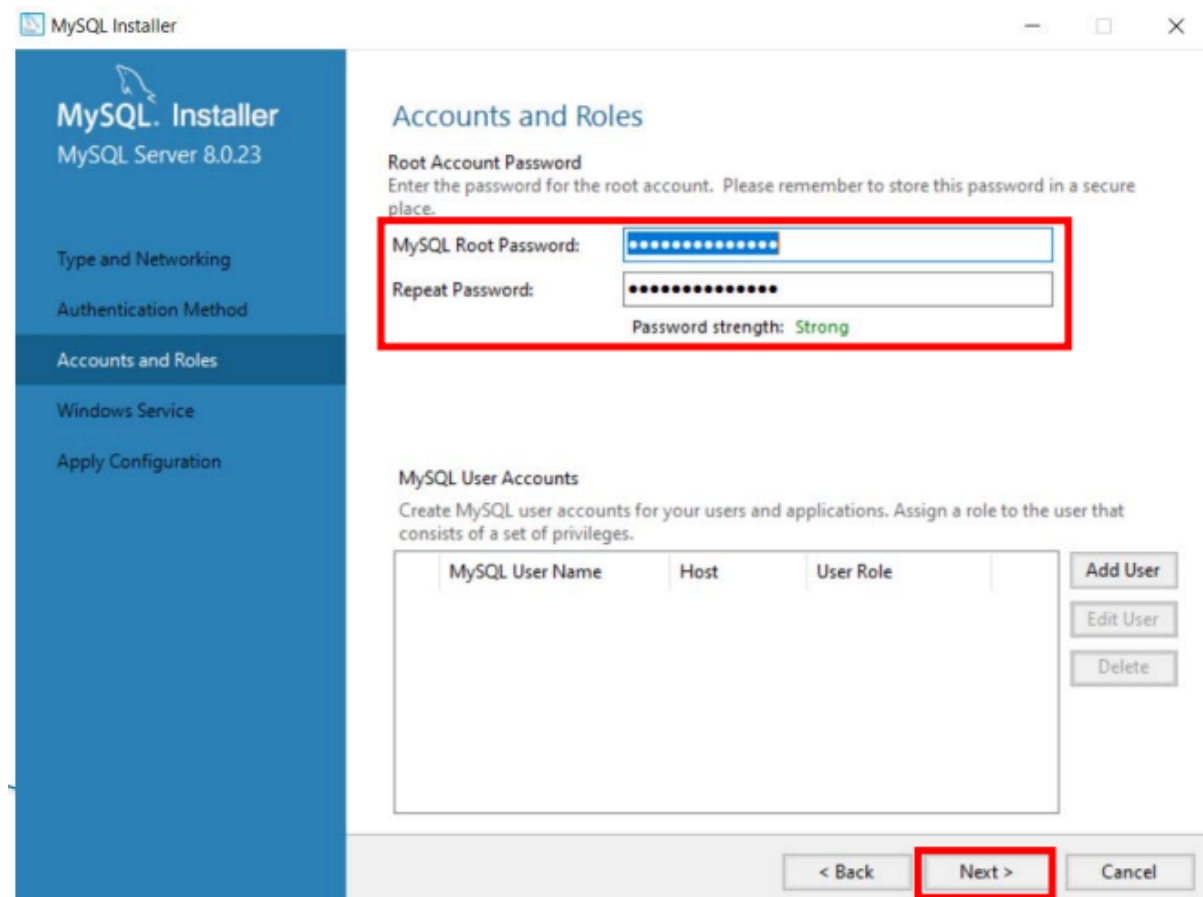 MySQL Installer
MySQL. Installer
MySQL Server 8.0.23
Type and Networking
Authentication Method
Accounts and Roles
Windows Service
Apply Configuration
Accounts and Roles
Root Account Password
Enter the password for the root account. Please remember to store this password in a secure
place.
MySQL Root Password: ••••••••••••••
Repeat Password: ••••••••••••••
Password strength: Strong
MySQL User Accounts
Create MySQL user accounts for your users and applications. Assign a role to the user that
consists of a set of privileges.
MySQL User Name Host User Role
Add User
Edit User
Delete
< Back Next > Cancel